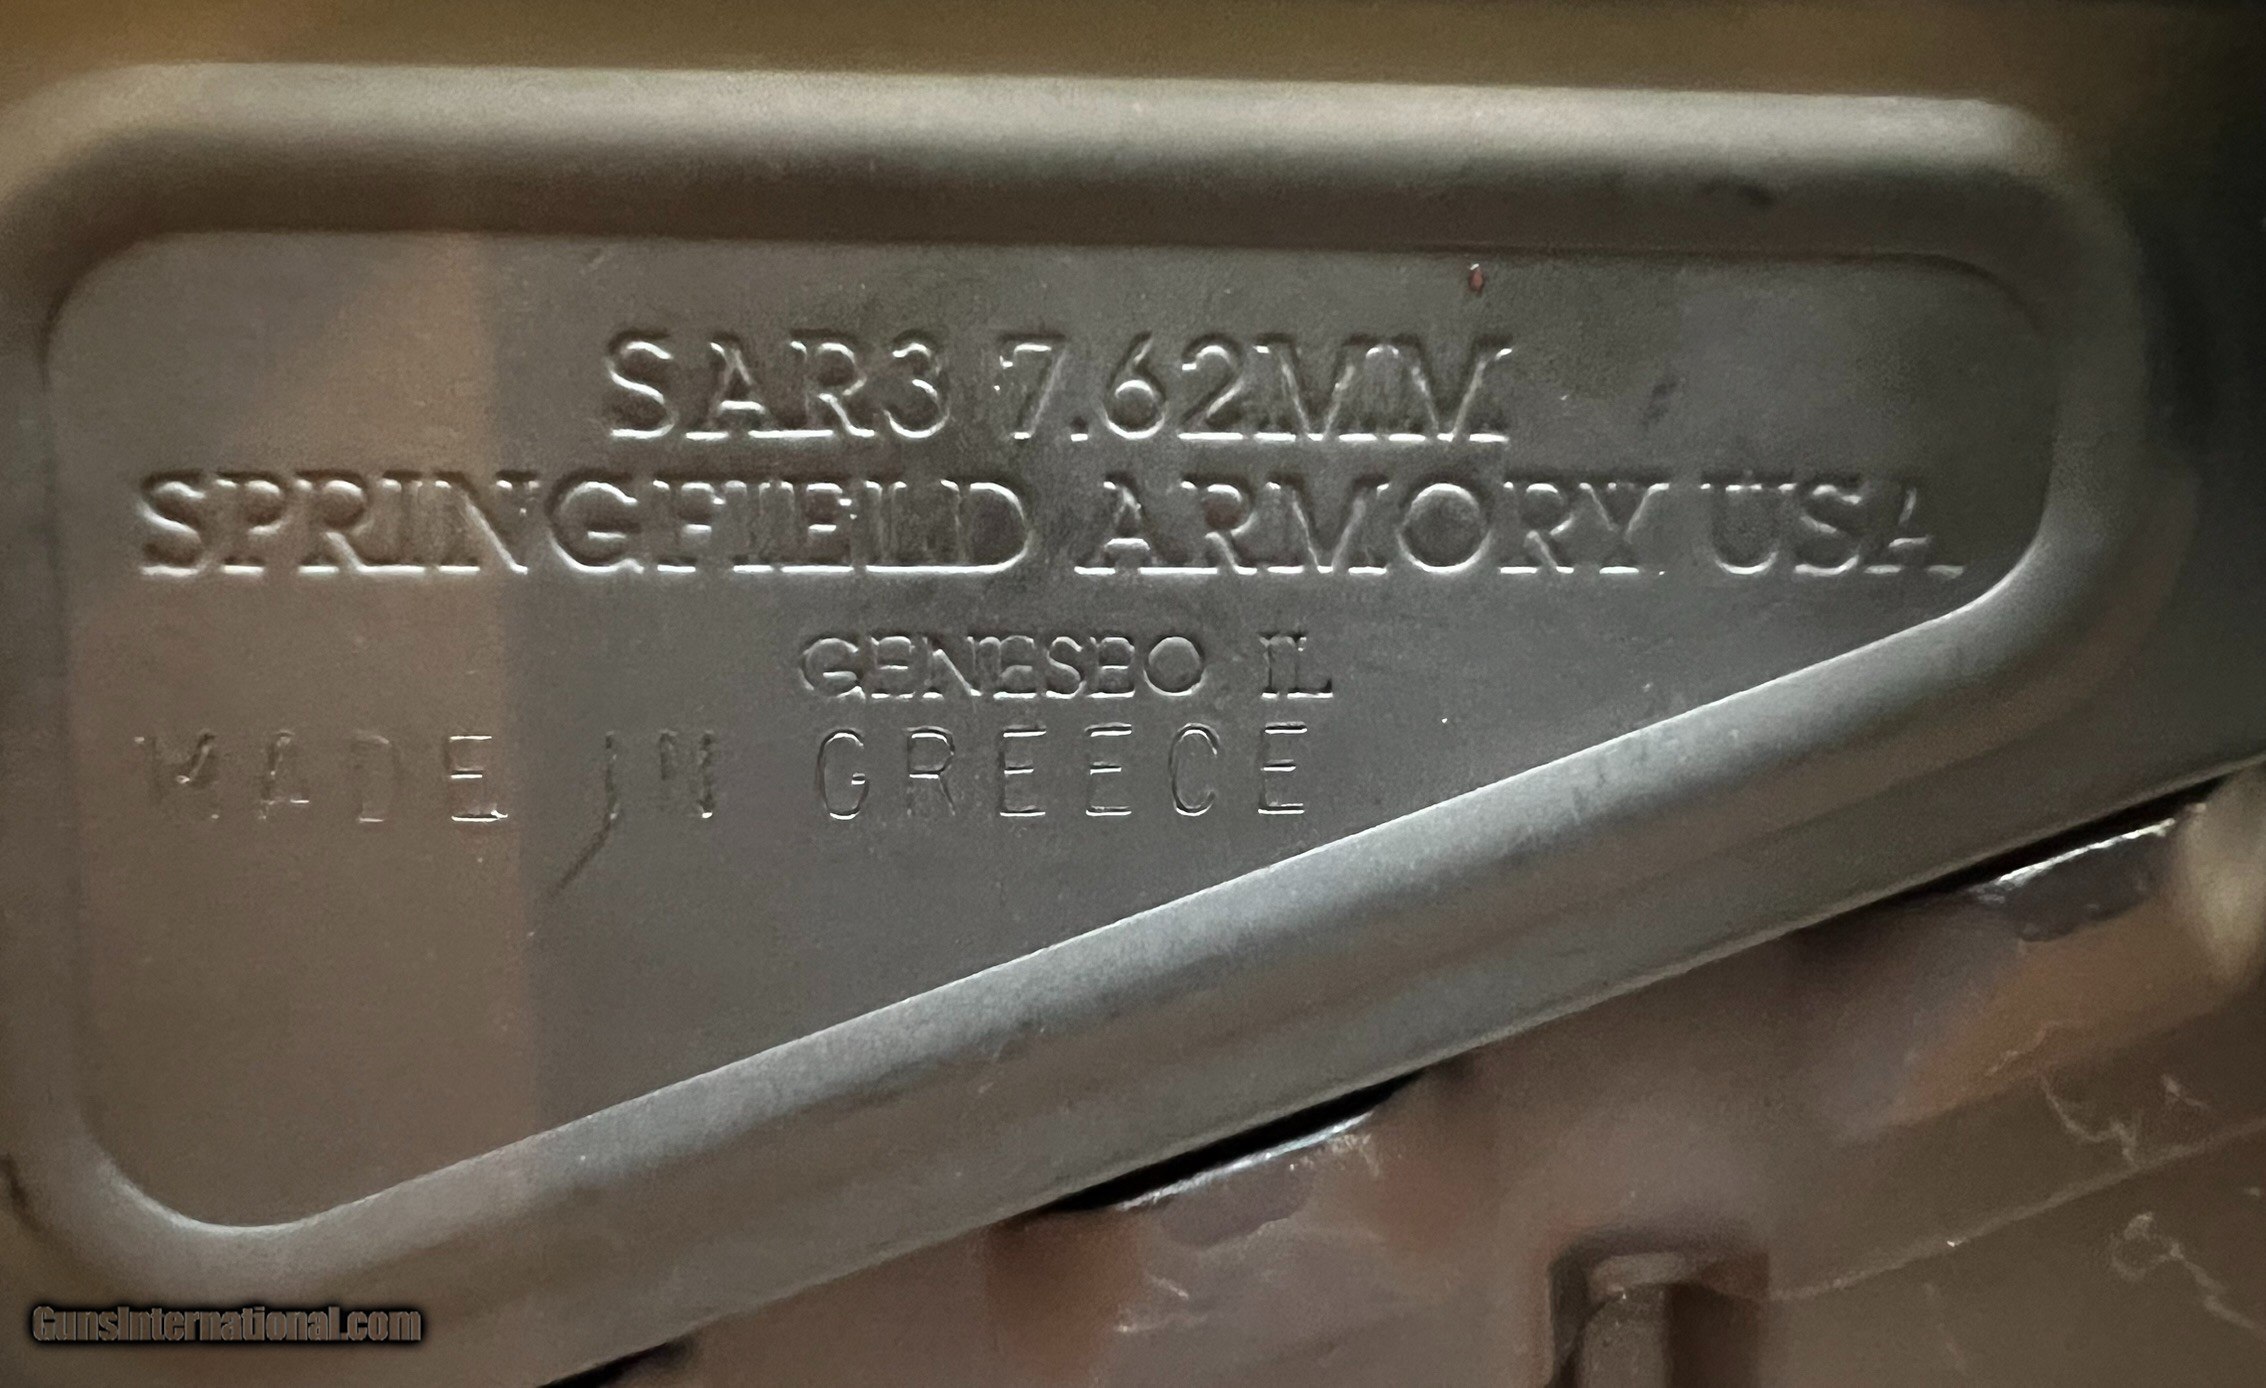 SAR3 7.62MM
SPRINGFIELD ARMORY USA
GENESEO IL
MADE IN GREECE
GunsInternational.com